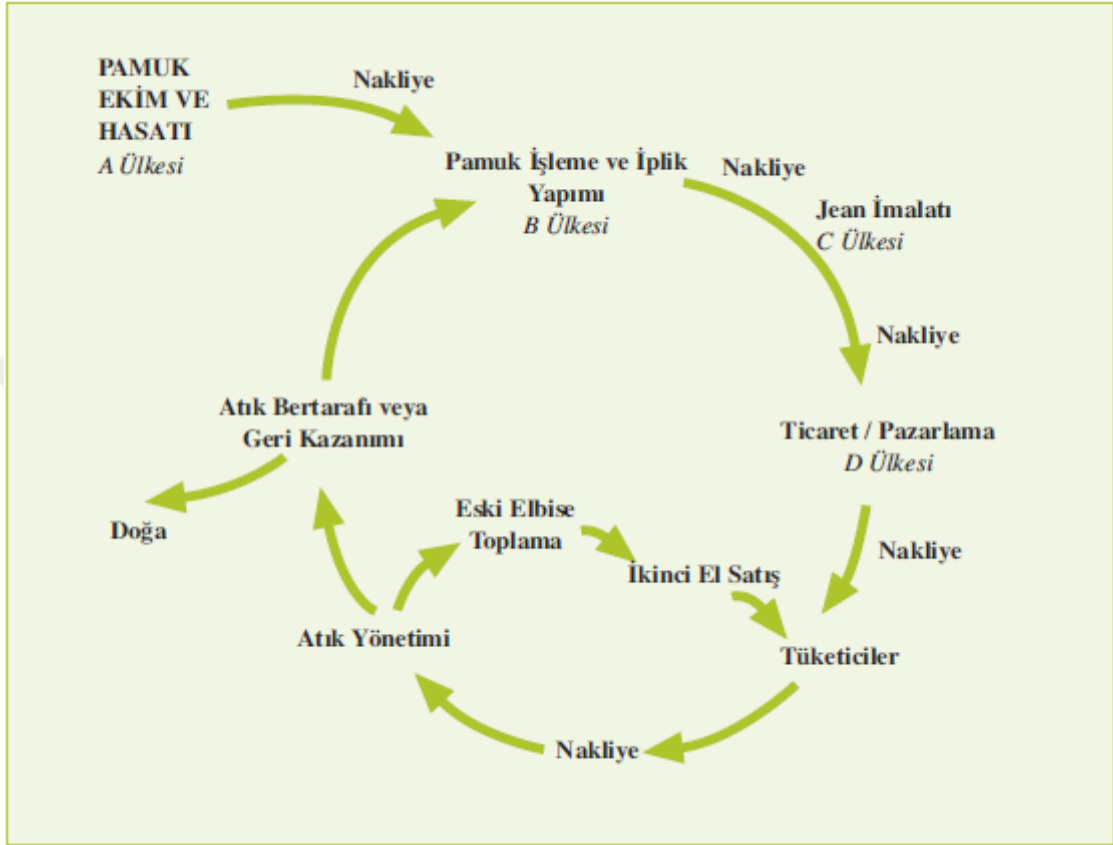 PAMUK
EKİM VE
HASATI
A Ülkesi
Nakliye
Pamuk İşleme ve İplik
Yapımı
B Ülkesi
Nakliye
Jean İmalatı
C Ülkesi
Nakliye
Ticaret / Pazarlama
D Ülkesi
Nakliye
Tüketiciler
Nakliye
Atık Yönetimi
Eski Elbise
Toplama
İkinci El Satış
Atık Bertarafı veya
Geri Kazanımı
Doğa